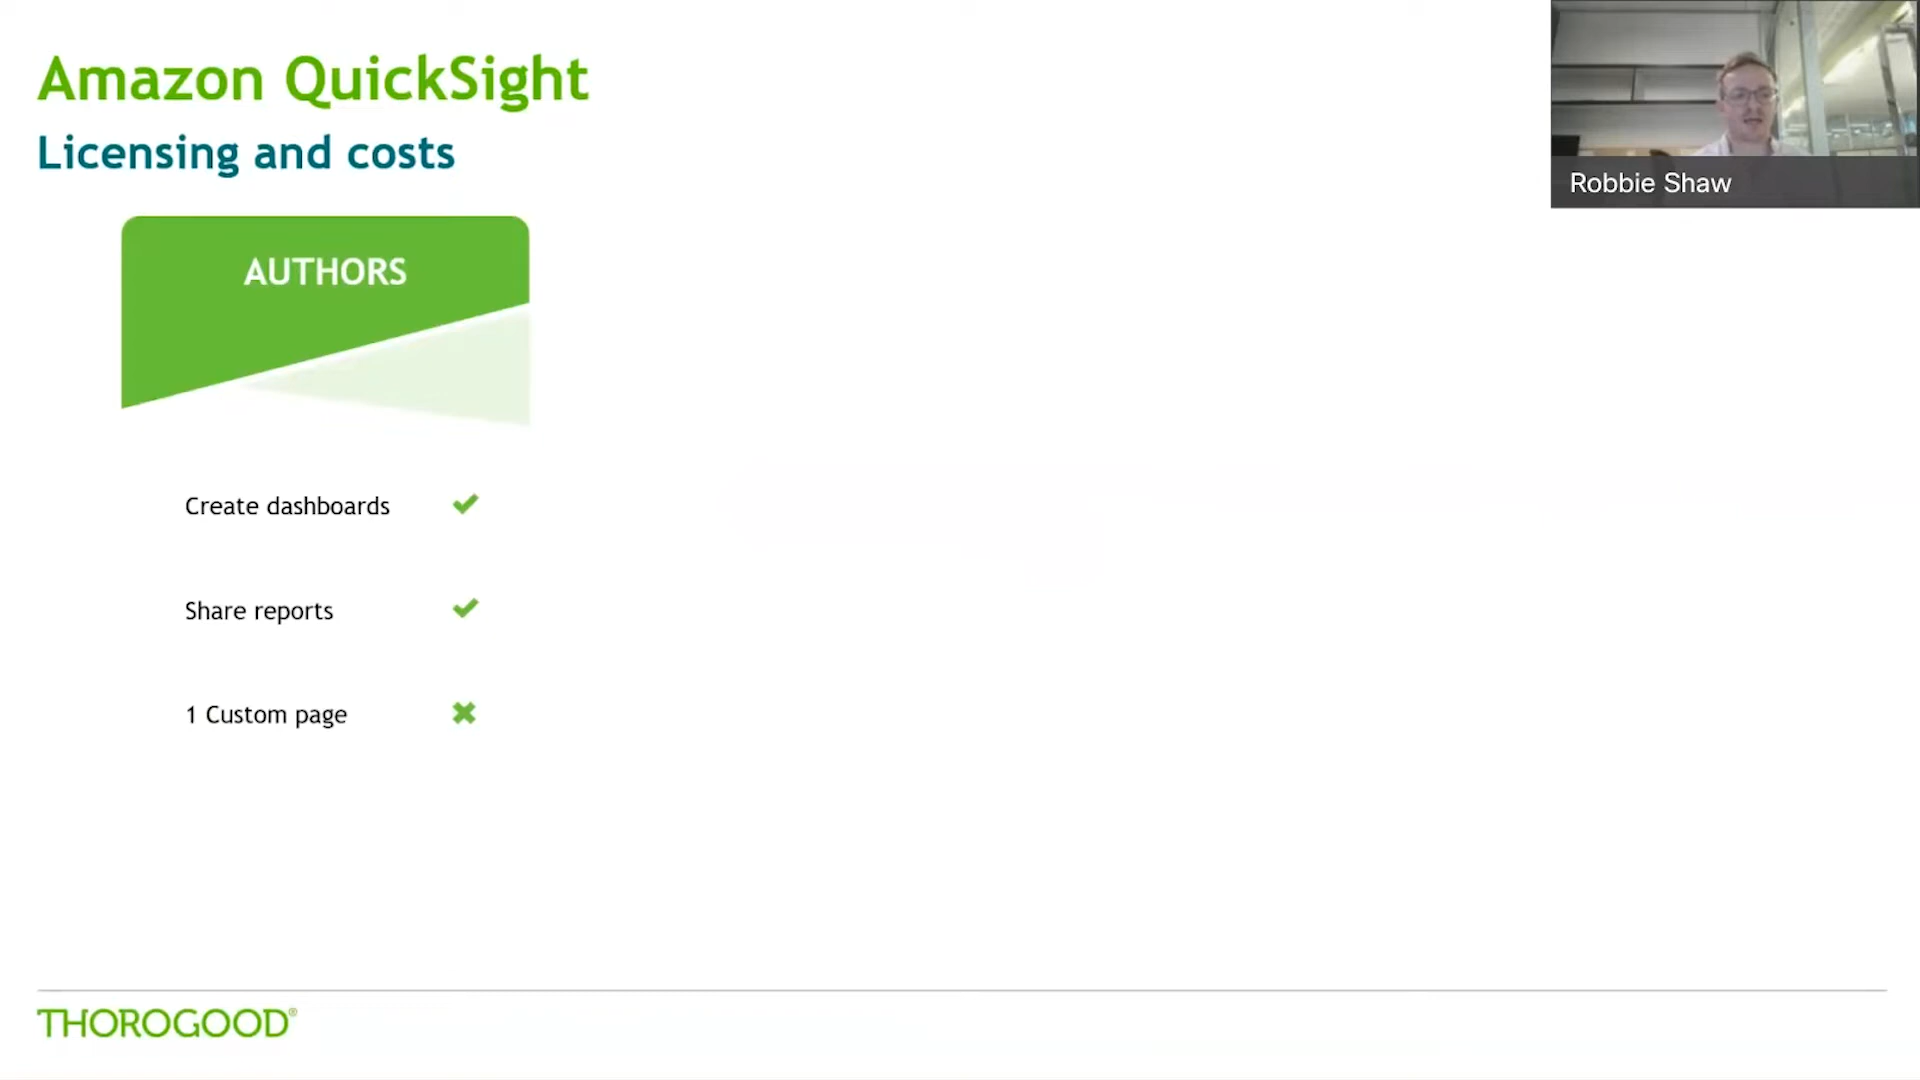 Amazon QuickSight
Licensing and costs
Robbie Shaw
AUTHORS
Create dashboards
Share reports
1 Custom page
THOROGOOD®